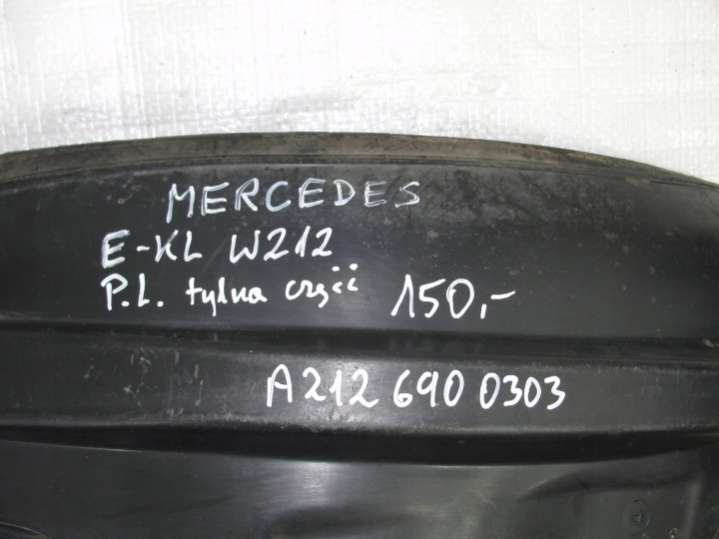 MERCEDES
E-KL W212
P.L. tylna część 150,-
A212 690 0303